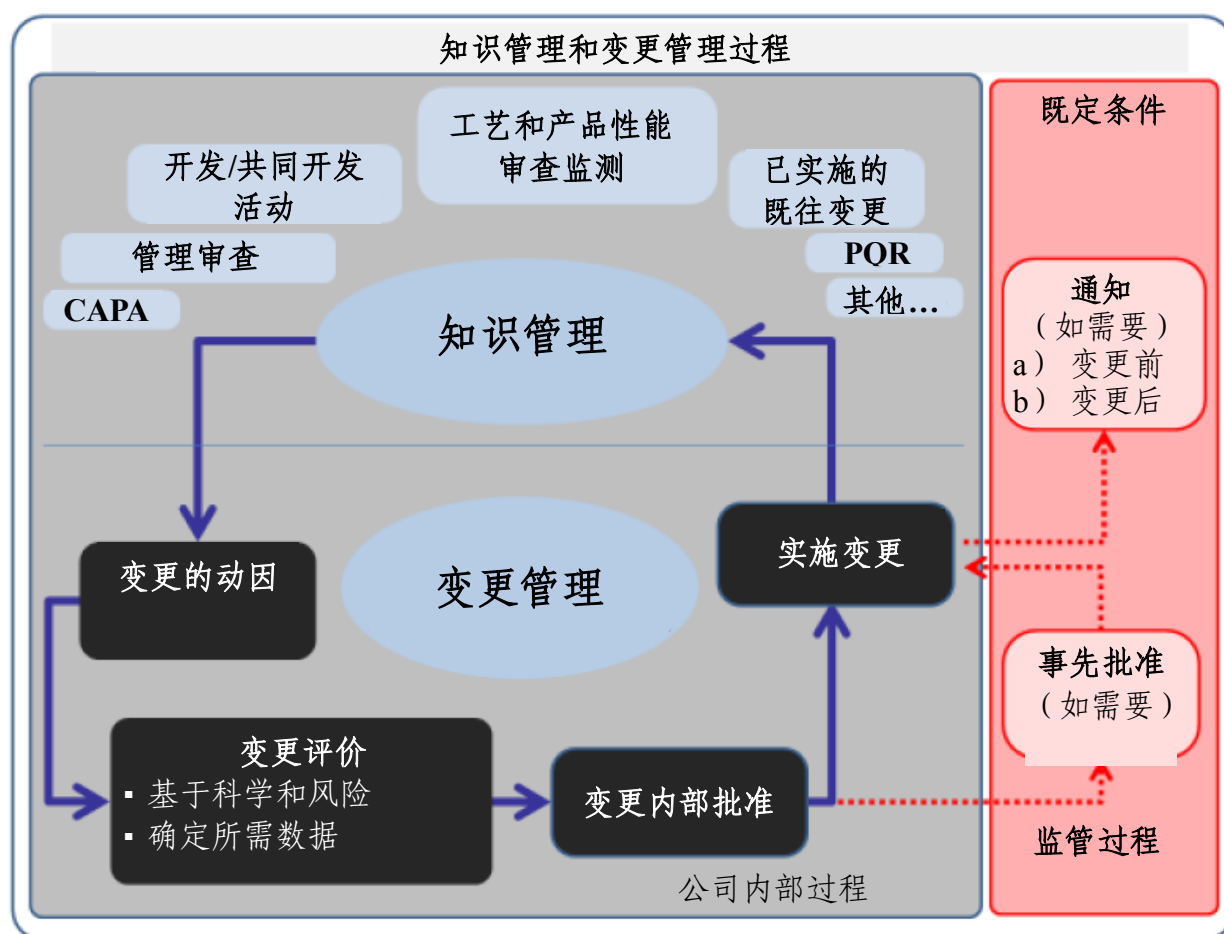 知识管理和变更管理过程
工艺和产品性能
审查监测
开发/共同开发
活动
已实施的
既往变更
管理审查
PQR
CAPA
其他...
知识管理
变更的动因
变更管理
实施变更
变更评价
▪ 基于科学和风险
▪ 确定所需数据
变更内部批准
公司内部过程
既定条件
通知
（如需要）
a） 变更前
b） 变更后
事先批准
（如需要）
监管过程